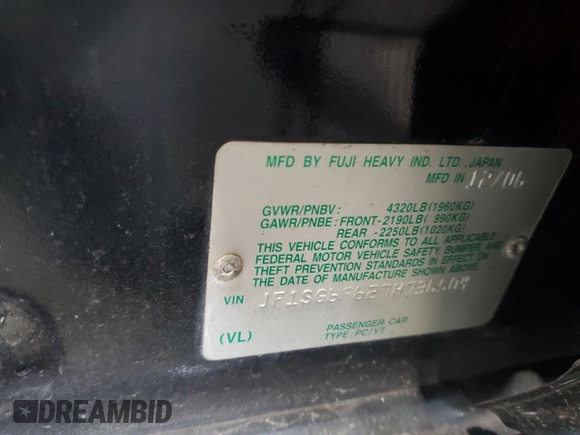 MFD BY FUJI HEAVY IND. LTD. JAPAN
MFD IN 12/06
GVWR/PNBV: 4320LB(1960KG)
GAWR/PNBE: FRONT-2190LB( 990KG)
REAR -2250LB(1020KG)
THIS VEHICLE CONFORMS TO ALL APPLICABLE
FEDERAL MOTOR VEHICLE SAFETY, BUMPER, AND
THEFT PREVENTION STANDARDS IN EFFECT ON
THE DATE OF MANUFACTURE SHOWN ABOVE.
VIN
(VL)
PASSENGER CAR
TYPE:PC/VT
DREAMBID